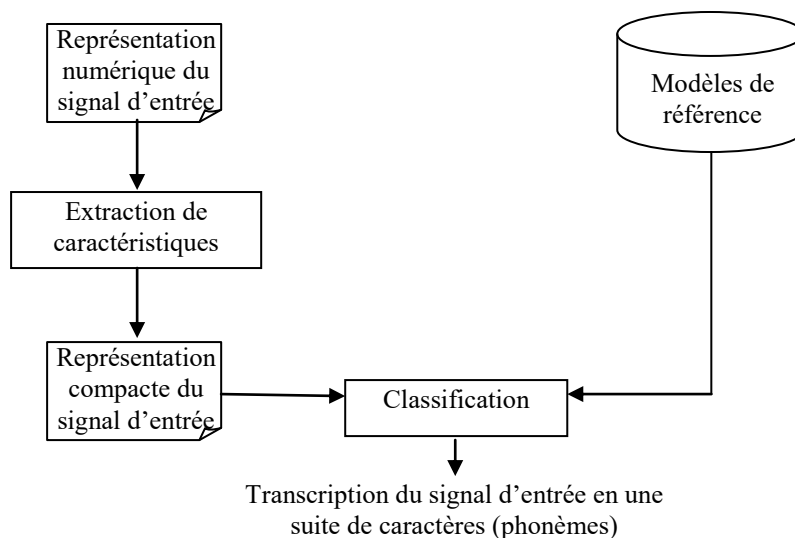 Représentation
numérique du
signal d’entrée
Modèles de
référence
Extraction de
caractéristiques
Représentation
compacte du
signal d’entrée
Classification
Transcription du signal d’entrée en une
suite de caractères (phonèmes)